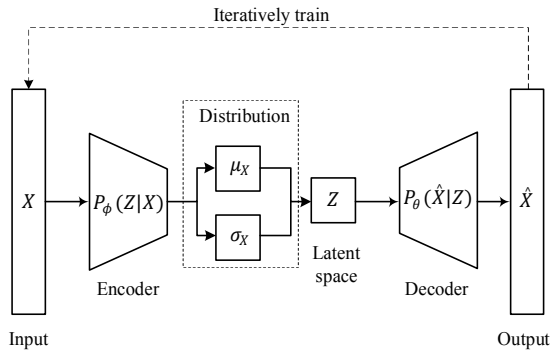 Iteratively train
Distribution
μ_X
X
P_ϕ(Z|X)
Z
P_θ(X̂|Z)
X̂
σ_X
Latent
space
Encoder
Decoder
Input
Output